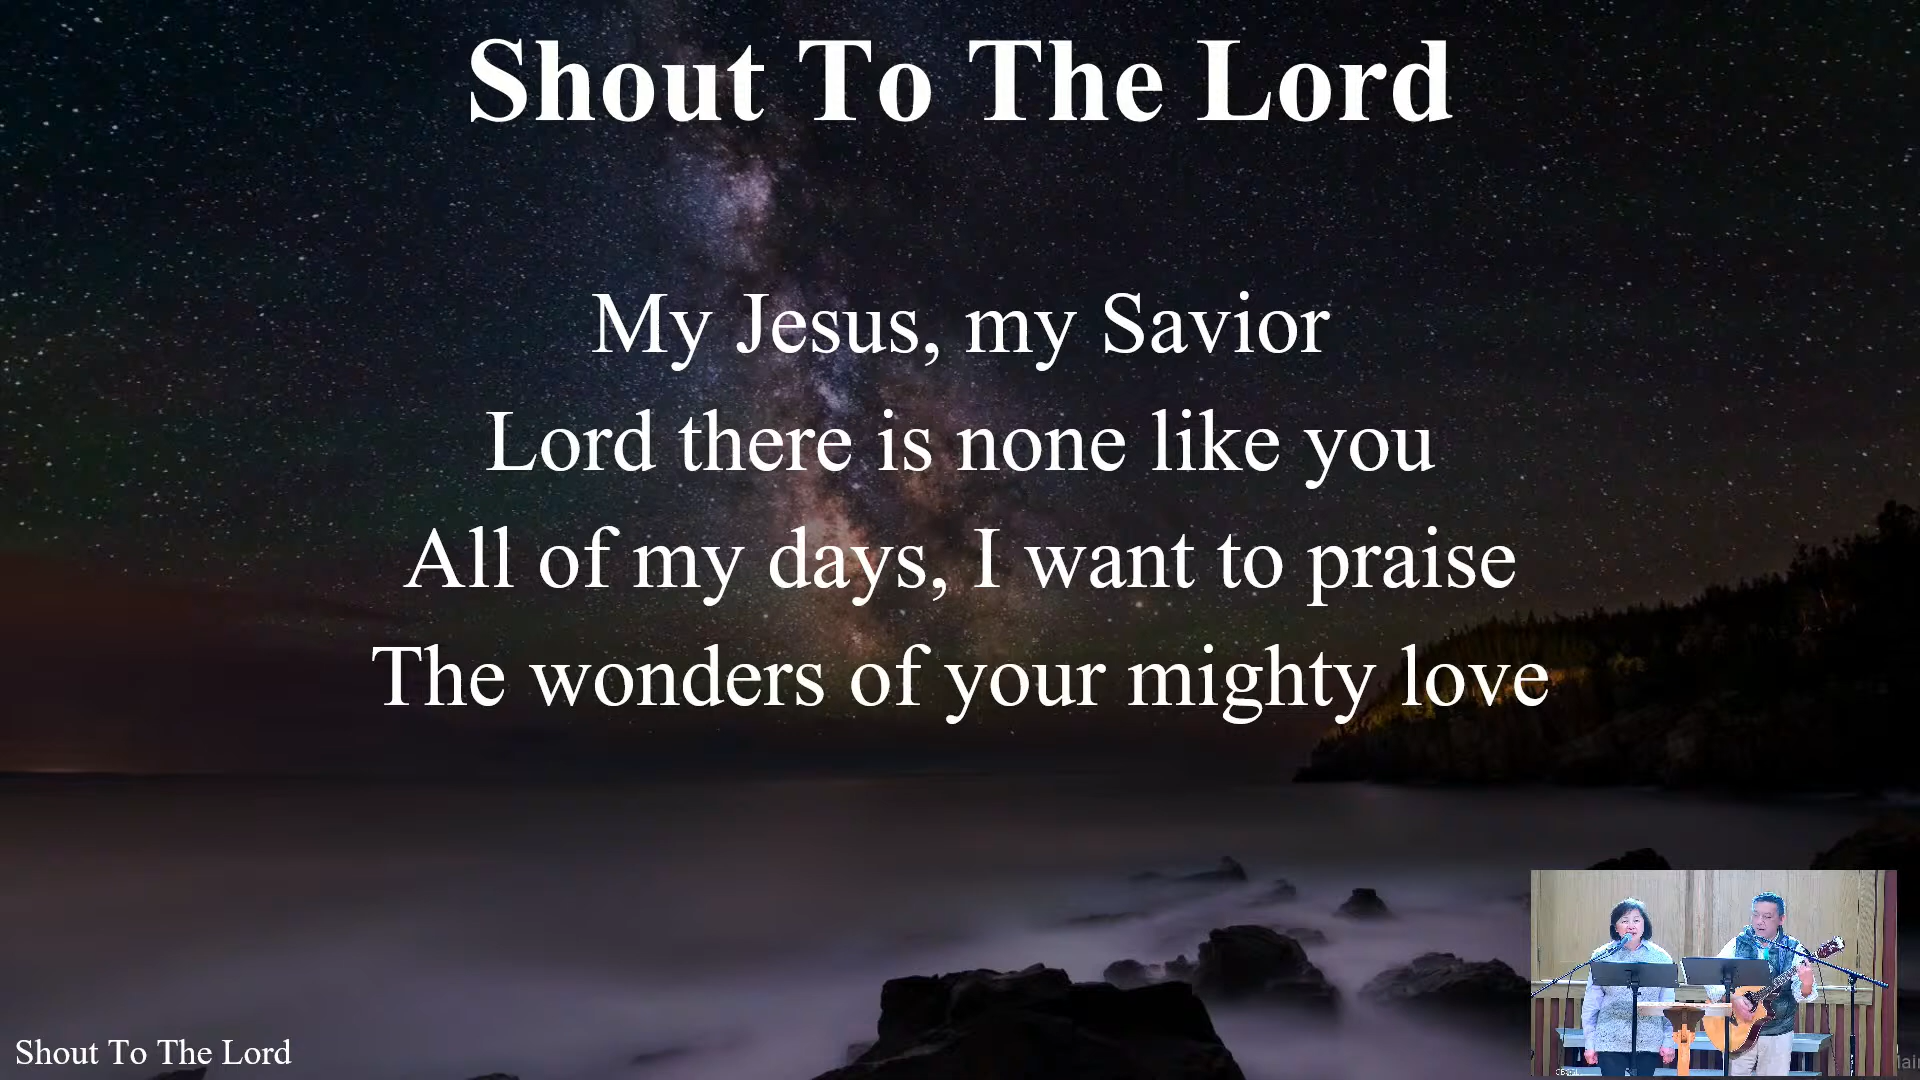 Shout To The Lord
My Jesus, my Savior
Lord there is none like you
All of my days, I want to praise
The wonders of your mighty love
Shout To The Lord